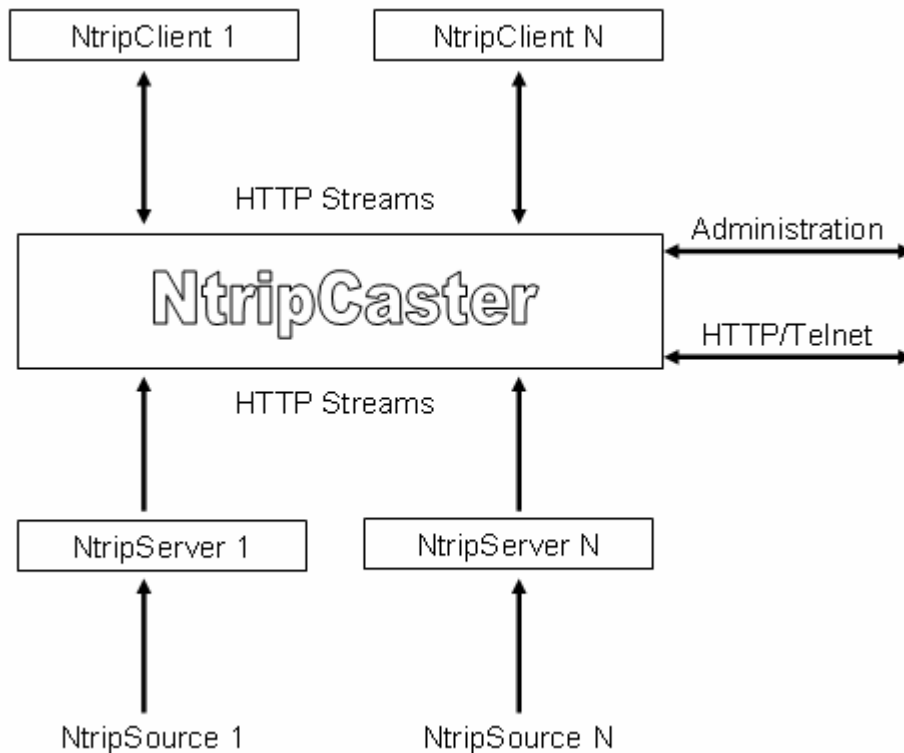 NtripClient 1
NtripClient N
HTTP Streams
Administration
NtripCaster
HTTP/Telnet
HTTP Streams
NtripServer 1
NtripServer N
NtripSource 1
NtripSource N